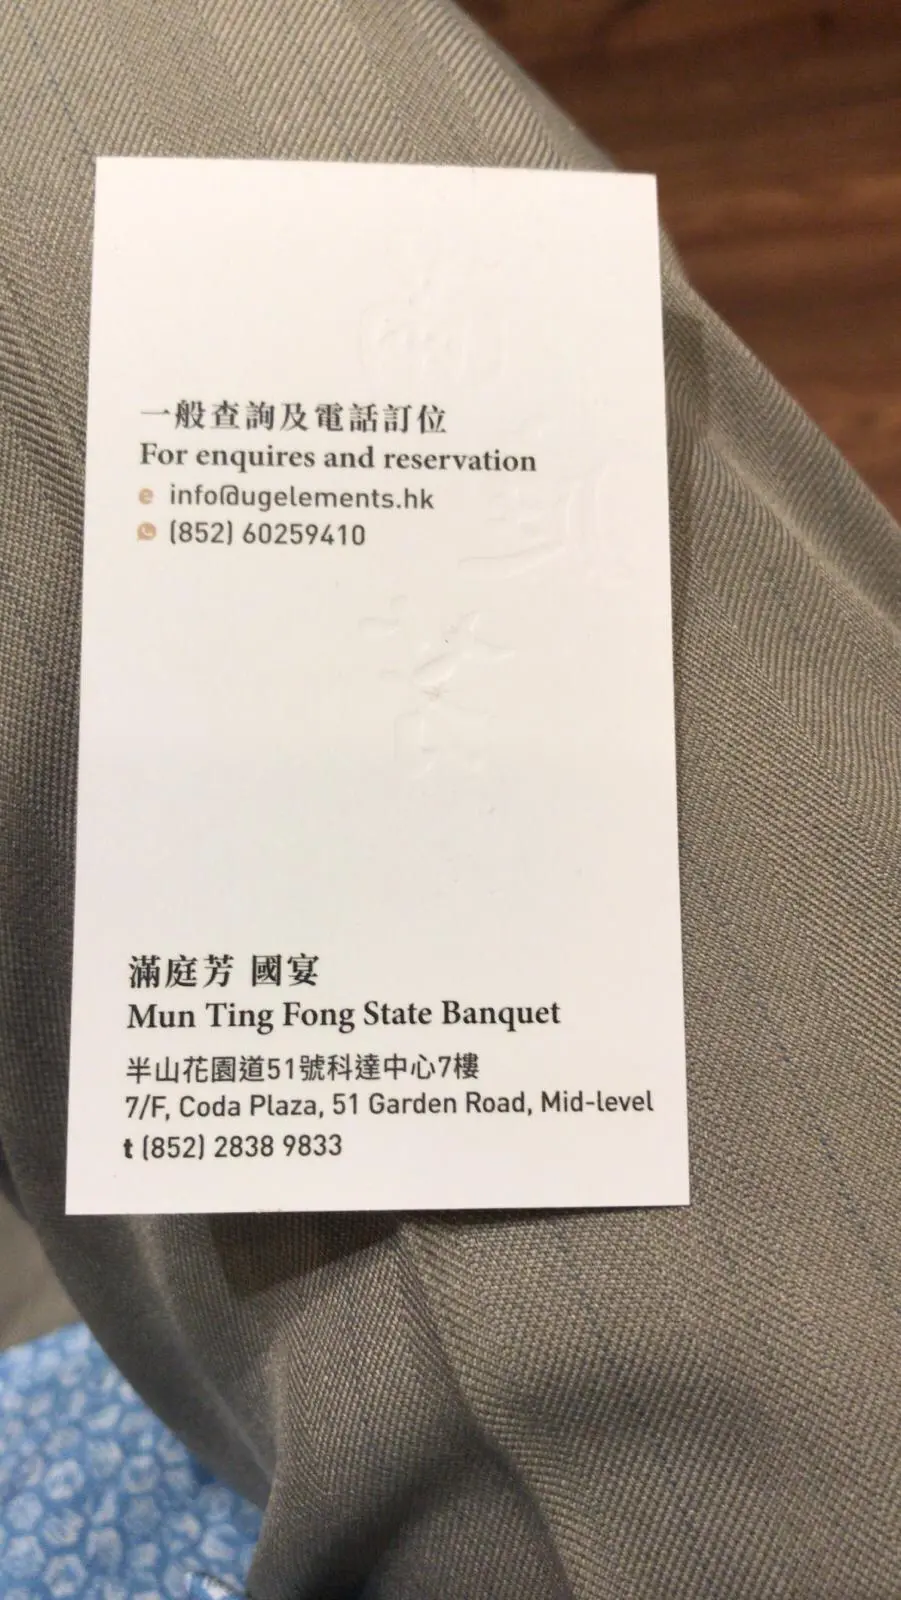 一般查詢及電話訂位
For enquires and reservation
e info@ugelements.hk
(852) 60259410
滿庭芳 國宴
Mun Ting Fong State Banquet
半山花園道51號科達中心7樓
7/F, Coda Plaza, 51 Garden Road, Mid-level
t (852) 2838 9833